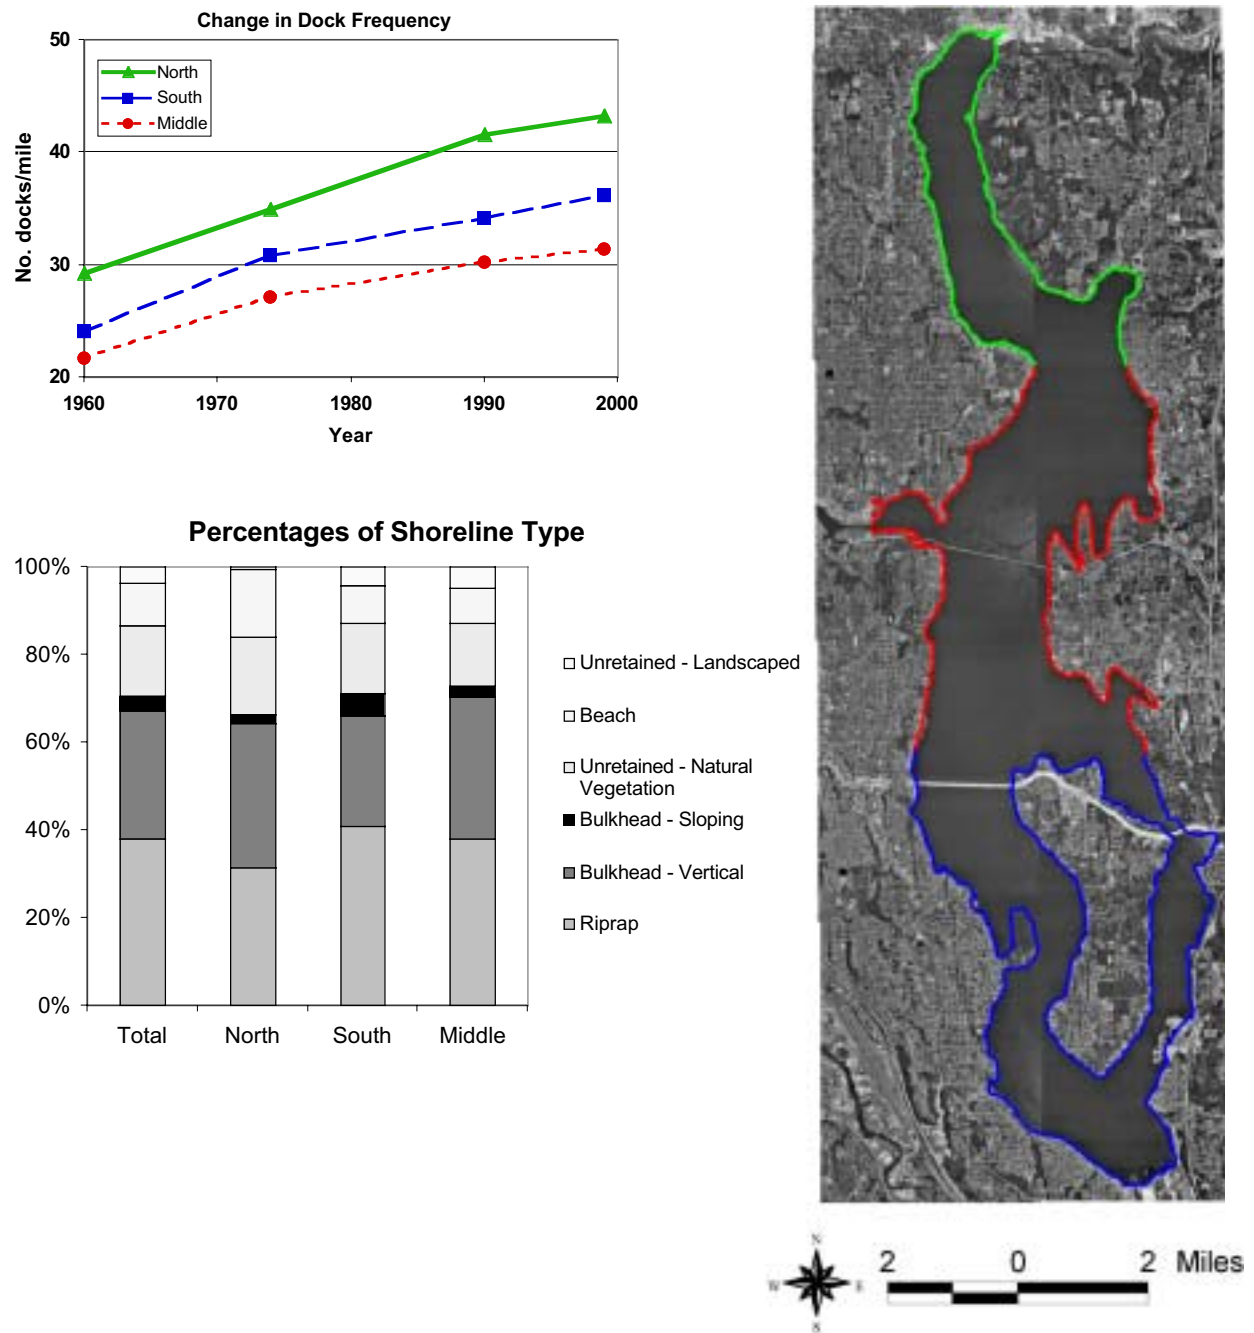 Change in Dock Frequency
50
40
30
20
No. docks/mile
North
South
Middle
1960
1970
1980
1990
2000
Year
Percentages of Shoreline Type
100%
80%
60%
40%
20%
0%
Total
North
South
Middle
Unretained - Landscaped
Beach
Unretained - Natural
Vegetation
Bulkhead - Sloping
Bulkhead - Vertical
Riprap
N
W
E
S
2 0 2 Miles